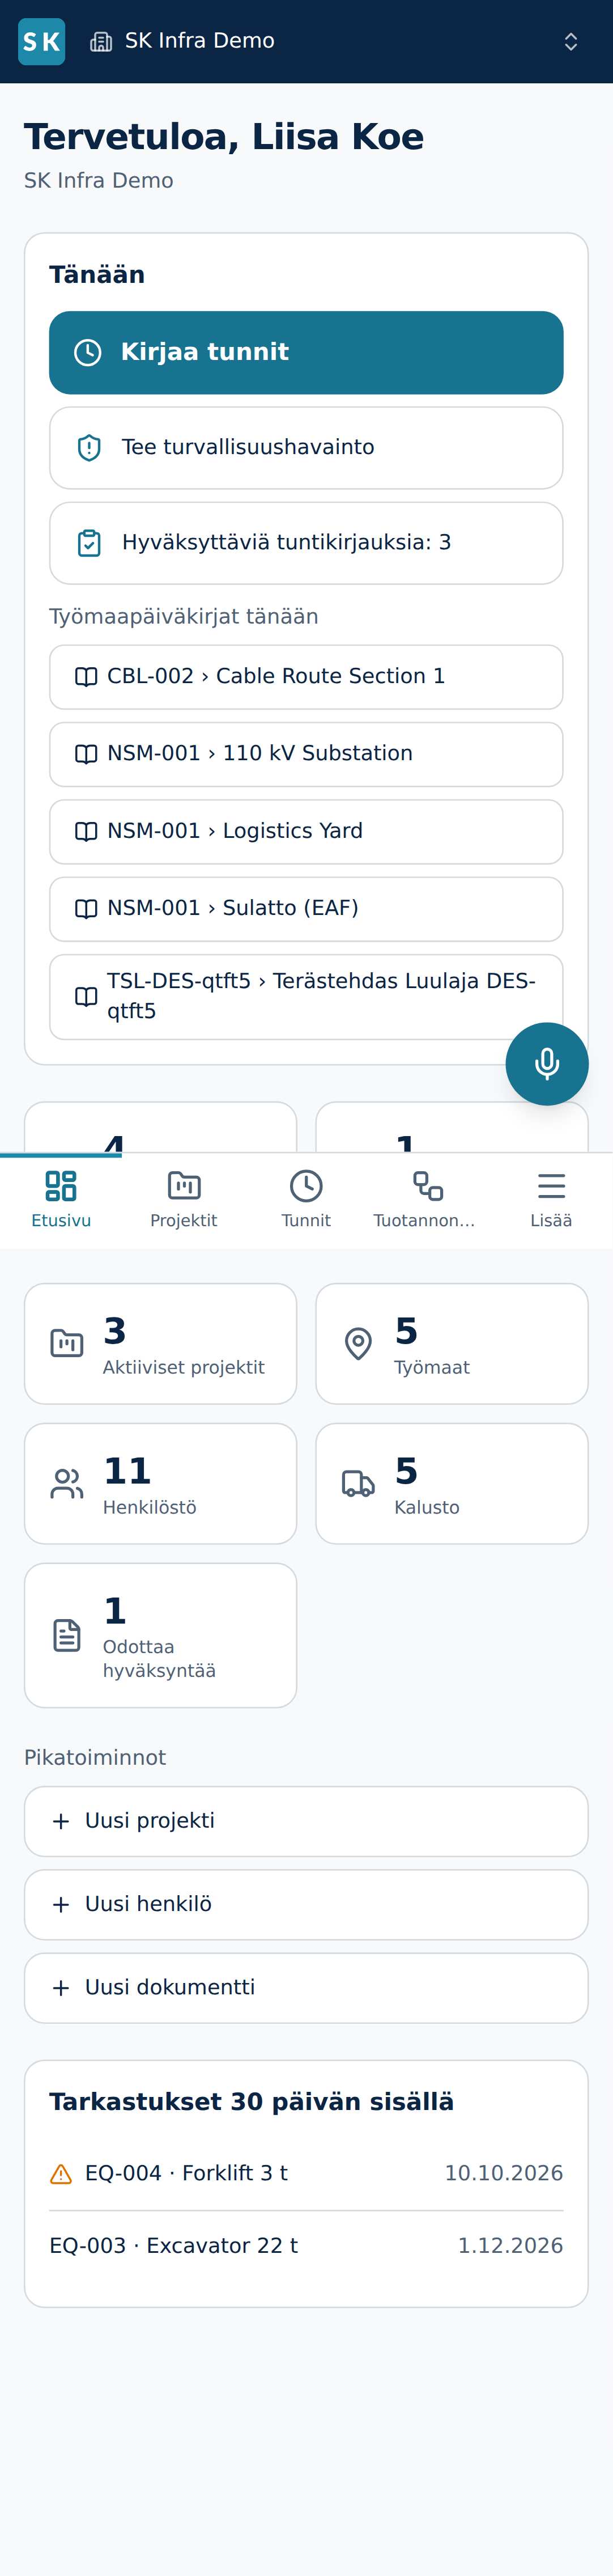 SK
SK Infra Demo
Tervetuloa, Liisa Koe
SK Infra Demo
Tänään
Kirjaa tunnit
Tee turvallisuushavainto
Hyväksyttäviä tuntikirjauksia: 3
Työmaapäiväkirjat tänään
CBL-002 › Cable Route Section 1
NSM-001 › 110 kV Substation
NSM-001 › Logistics Yard
NSM-001 › Sulatto (EAF)
TSL-DES-qtft5 › Terästehdas Luulaja DES-
qtft5
4
1
Etusivu
Projektit
Tunnit
Tuotannon…
Lisää
3
Aktiiviset projektit
5
Työmaat
11
Henkilöstö
5
Kalusto
1
Odottaa
hyväksyntää
Pikatoiminnot
Uusi projekti
Uusi henkilö
Uusi dokumentti
Tarkastukset 30 päivän sisällä
EQ-004 · Forklift 3 t 10.10.2026
EQ-003 · Excavator 22 t 1.12.2026